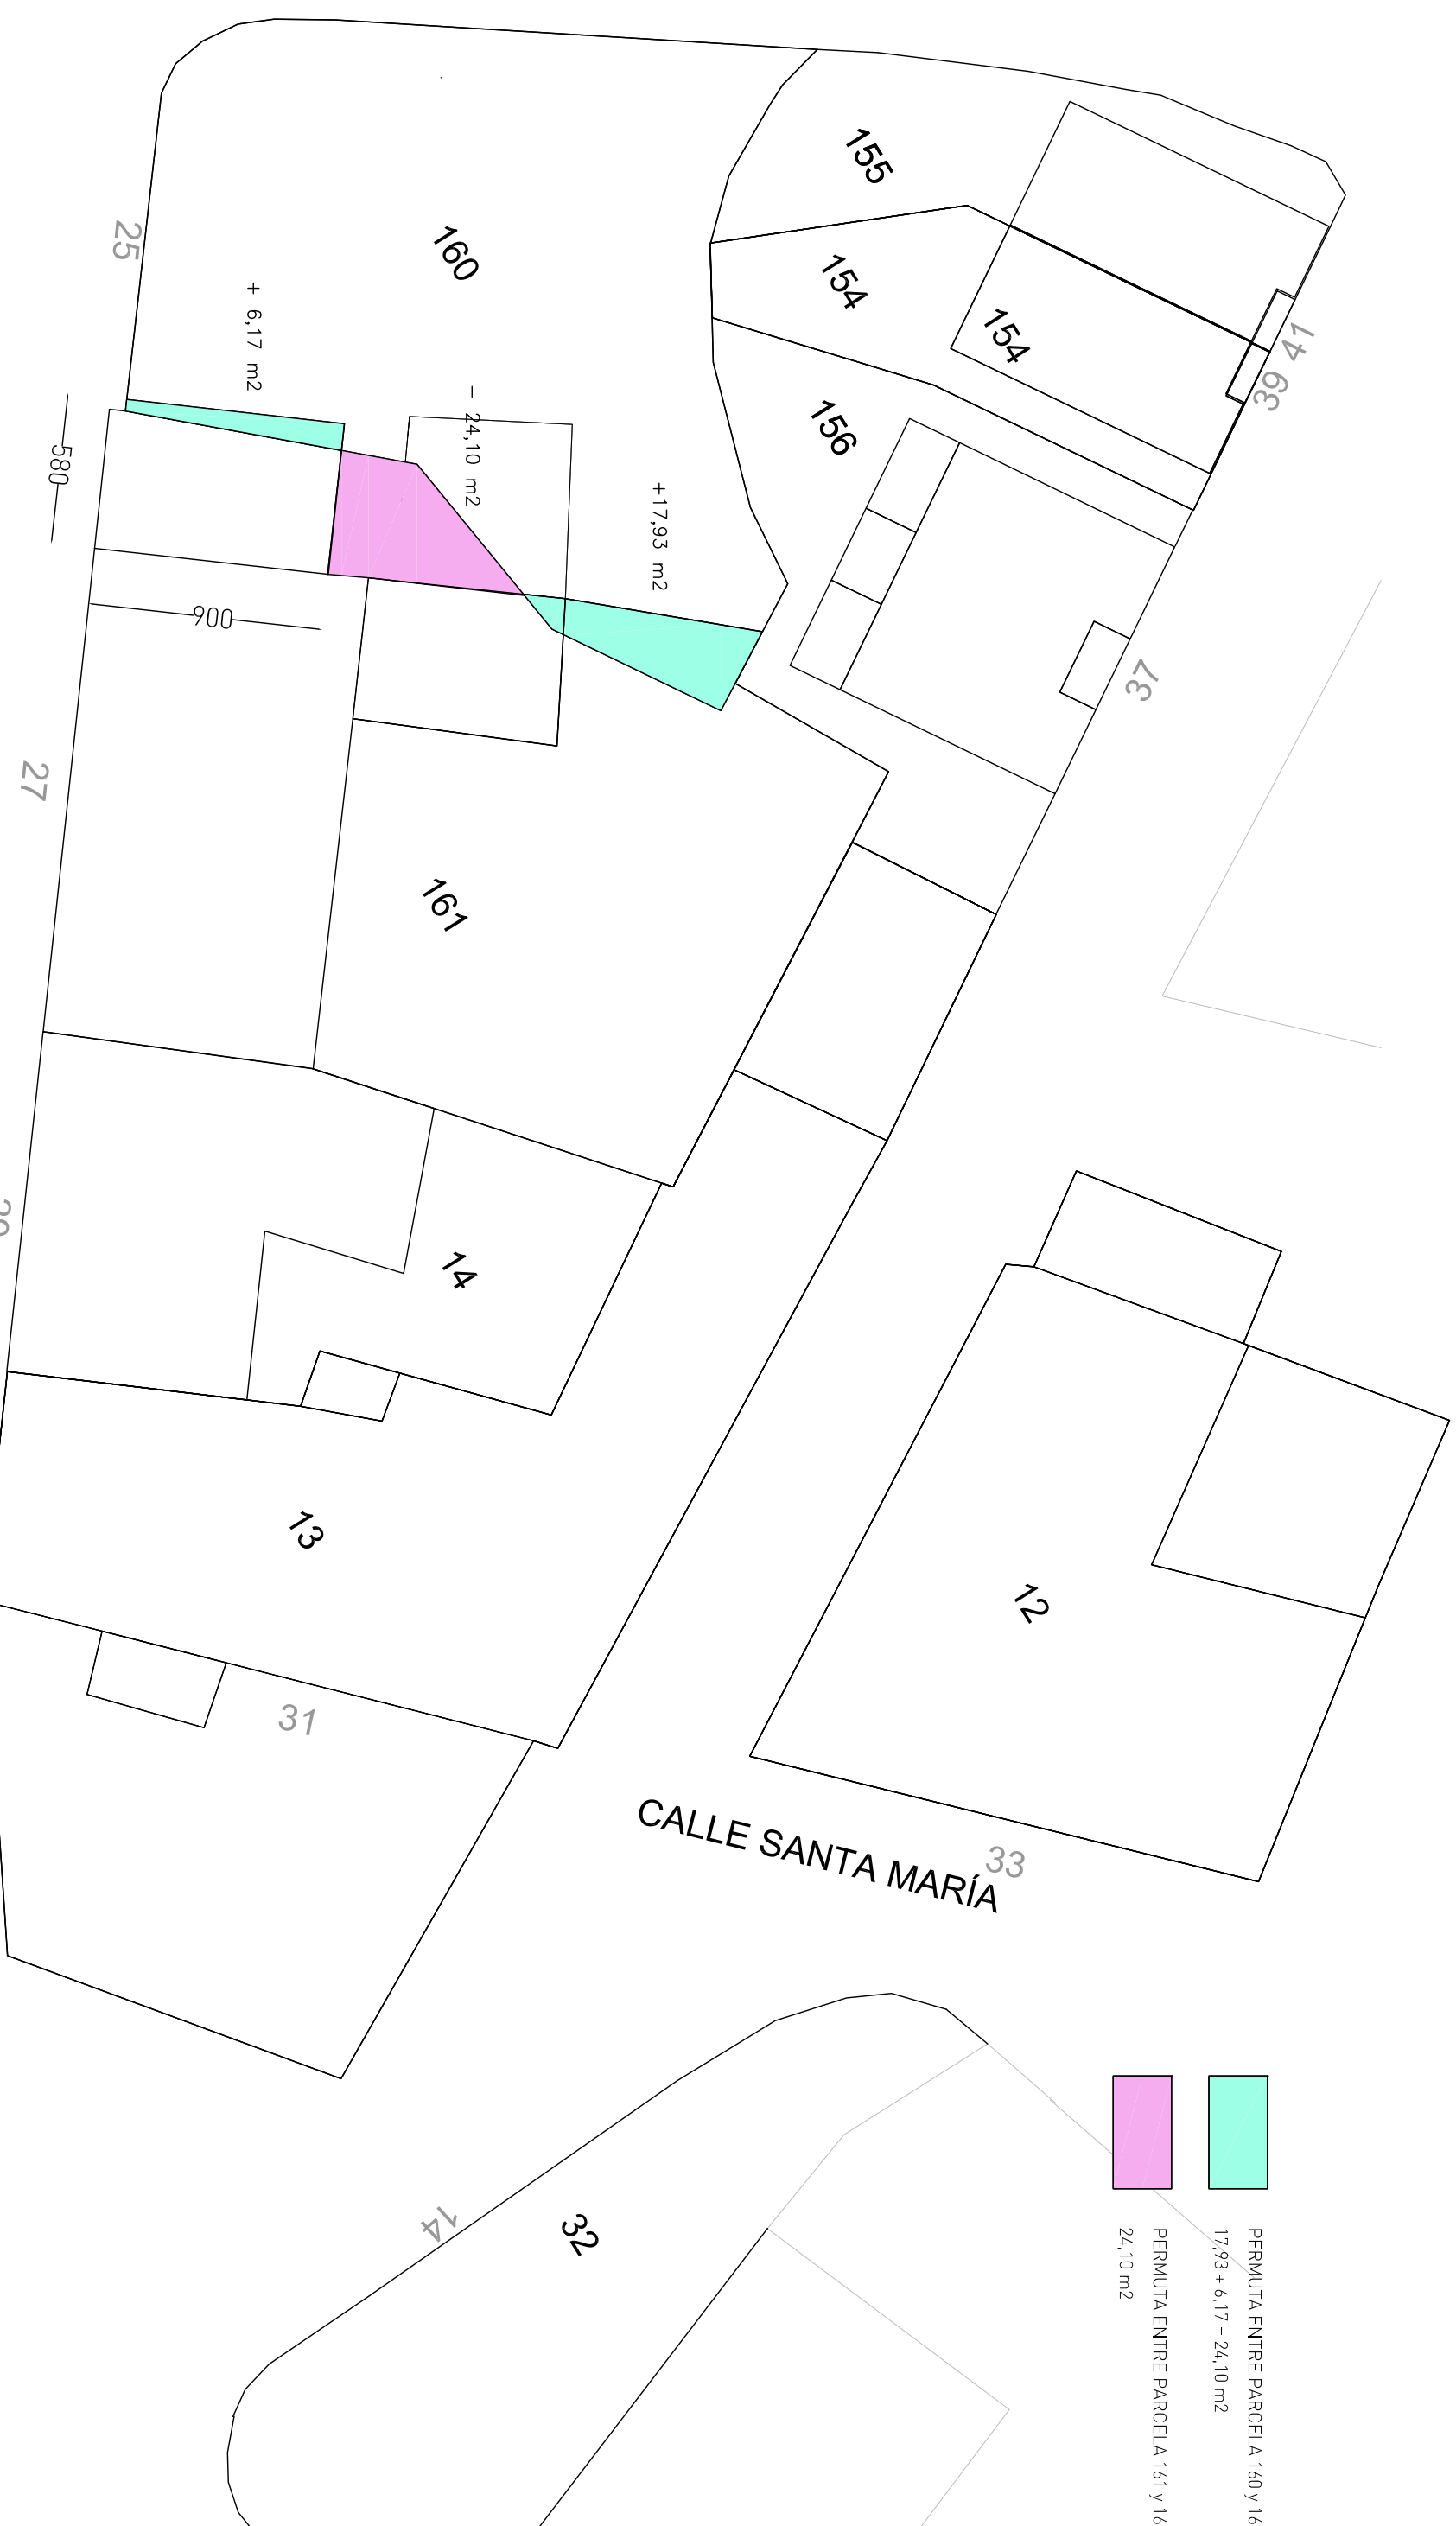 155
160
154
154
25
+ 6,17 m2
41
39
- 24,10 m2
156
580
+17,93 m2
900
37
27
161
14
13
12
31
CALLE SANTA MARÍA
33
14
32
PERMUTA ENTRE PARCELA 160 y 16
17,93 + 6,17 = 24,10 m2
PERMUTA ENTRE PARCELA 161 y 16
24,10 m2